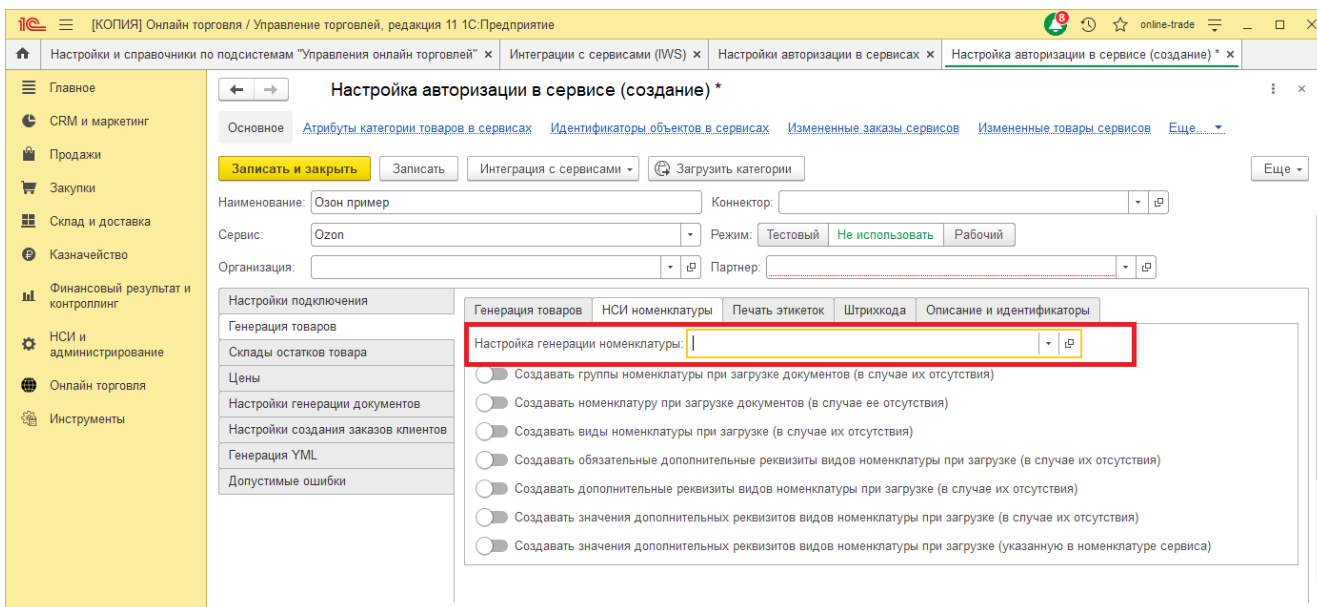 [КОПИЯ] Онлайн торговля / Управление торговлей, редакция 11 1С:Предприятие
8
online-trade
Настройки и справочники по подсистемам "Управления онлайн торговлей" ×
Интеграции с сервисами (IWS) ×
Настройки авторизации в сервисах ×
Настройка авторизации в сервисе (создание) * ×
Главное
CRM и маркетинг
Продажи
Закупки
Склад и доставка
Казначейство
Финансовый результат и
контроллинг
НСИ и
администрирование
Онлайн торговля
Инструменты
Настройка авторизации в сервисе (создание) *
Основное Атрибуты категории товаров в сервисах Идентификаторы объектов в сервисах Измененные заказы сервисов Измененные товары сервисов Еще...
Записать и закрыть Записать Интеграция с сервисами Загрузить категории Еще
Наименование: Озон пример Коннектор:
Сервис: Ozon Режим: Тестовый Не использовать Рабочий
Организация: Партнер:
Настройки подключения
Генерация товаров
Склады остатков товара
Цены
Настройки генерации документов
Настройки создания заказов клиентов
Генерация YML
Допустимые ошибки
Генерация товаров НСИ номенклатуры Печать этикеток Штрихкода Описание и идентификаторы
Настройка генерации номенклатуры:
Создавать группы номенклатуры при загрузке документов (в случае их отсутствия)
Создавать номенклатуру при загрузке документов (в случае ее отсутствия)
Создавать виды номенклатуры при загрузке (в случае их отсутствия)
Создавать обязательные дополнительные реквизиты видов номенклатуры при загрузке (в случае их отсутствия)
Создавать дополнительные реквизиты видов номенклатуры при загрузке (в случае их отсутствия)
Создавать значения дополнительных реквизитов видов номенклатуры при загрузке (в случае их отсутствия)
Создавать значения дополнительных реквизитов видов номенклатуры при загрузке (указанную в номенклатуре сервиса)